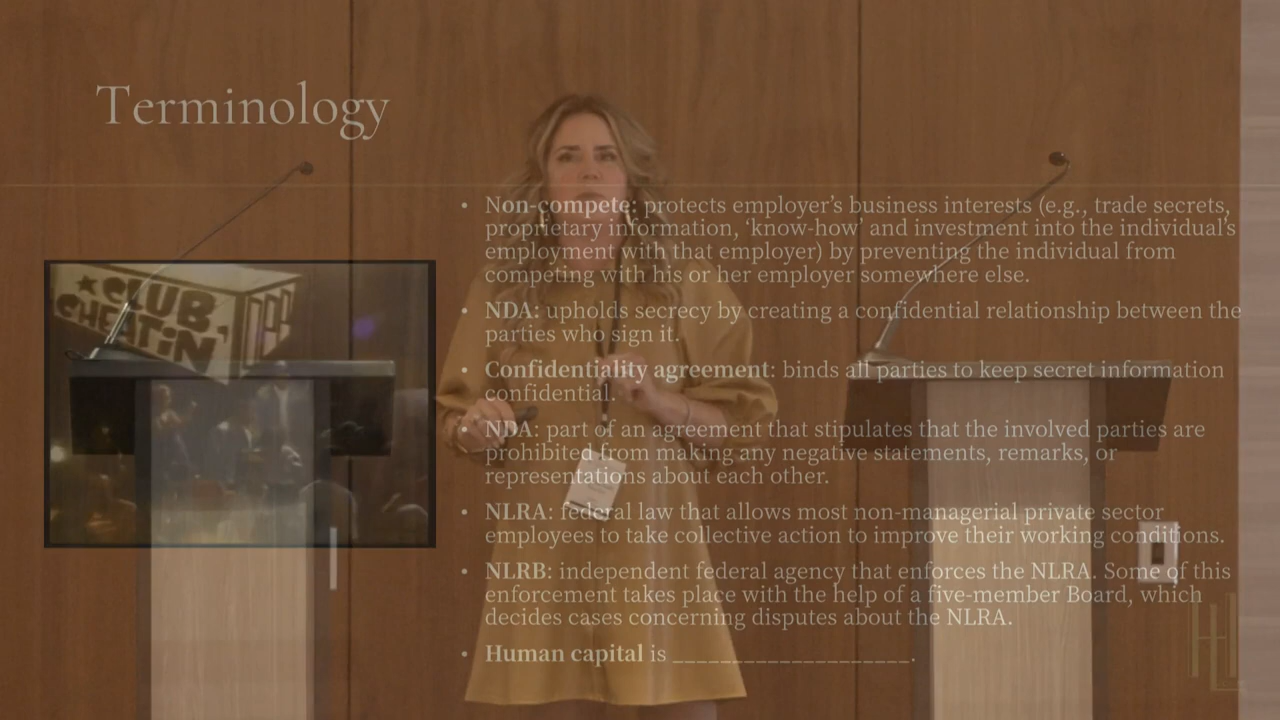 Terminology
• Non-compete: protects employer’s business interests (e.g., trade secrets,
proprietary information, ‘know-how’ and investment into the individual’s
employment with that employer) by preventing the individual from
competing with his or her employer somewhere else.
• NDA: upholds secrecy by creating a confidential relationship between the
parties who sign it.
• Confidentiality agreement: binds all parties to keep secret information
confidential.
• NDA: part of an agreement that stipulates that the involved parties are
prohibited from making any negative statements, remarks, or
representations about each other.
• NLRA: federal law that allows most non-managerial private sector
employees to take collective action to improve their working conditions.
• NLRB: independent federal agency that enforces the NLRA. Some of this
enforcement takes place with the help of a five-member Board, which
decides cases concerning disputes about the NLRA.
• Human capital is ____________________.
CLUB
CHEATIN'